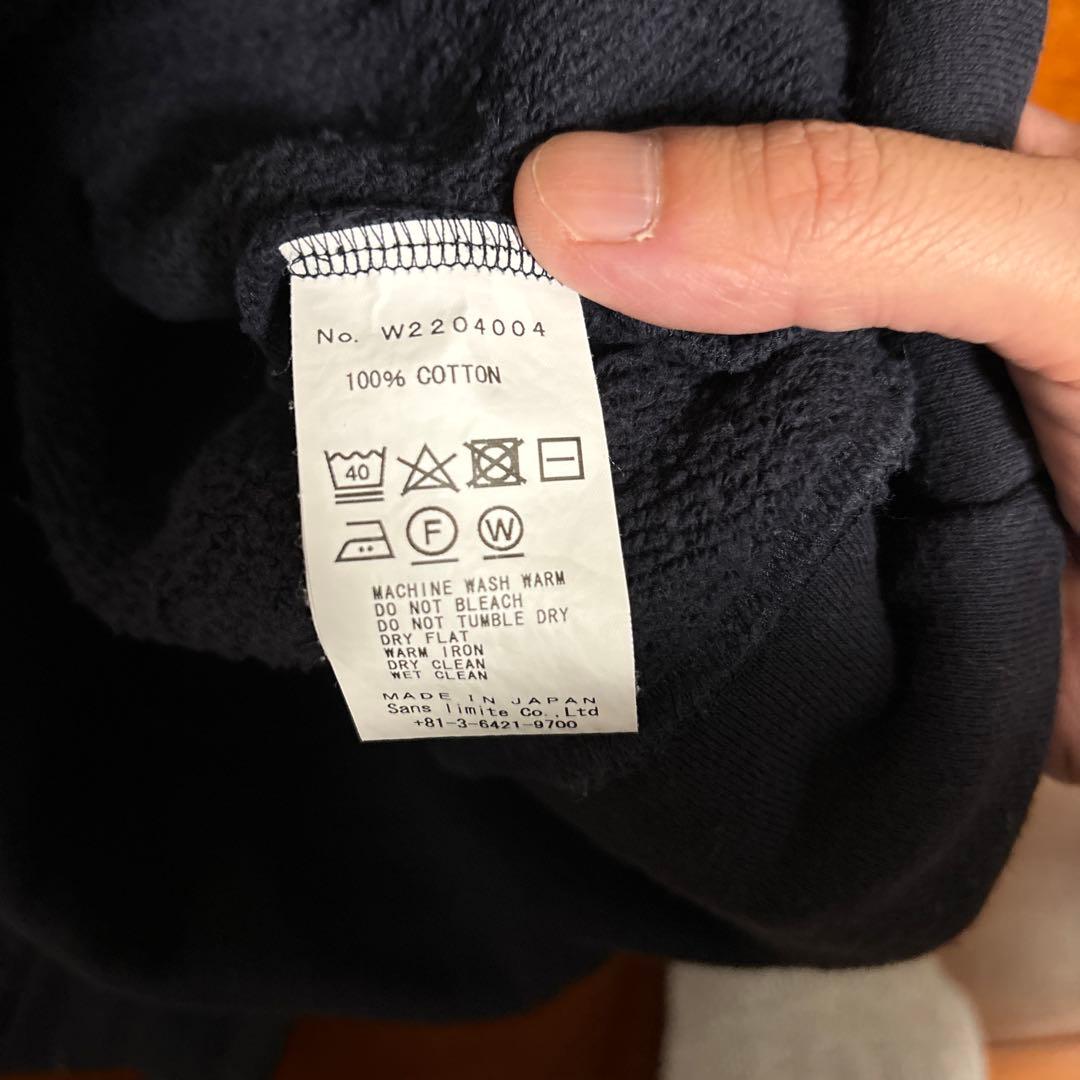 No. W2204004
100% COTTON
40
F W
MACHINE WASH WARM
DO NOT BLEACH
DO NOT TUMBLE DRY
DRY FLAT
WARM IRON
DRY CLEAN
WET CLEAN
MADE IN JAPAN
Sans limite Co.,Ltd
+81-3-6421-9700